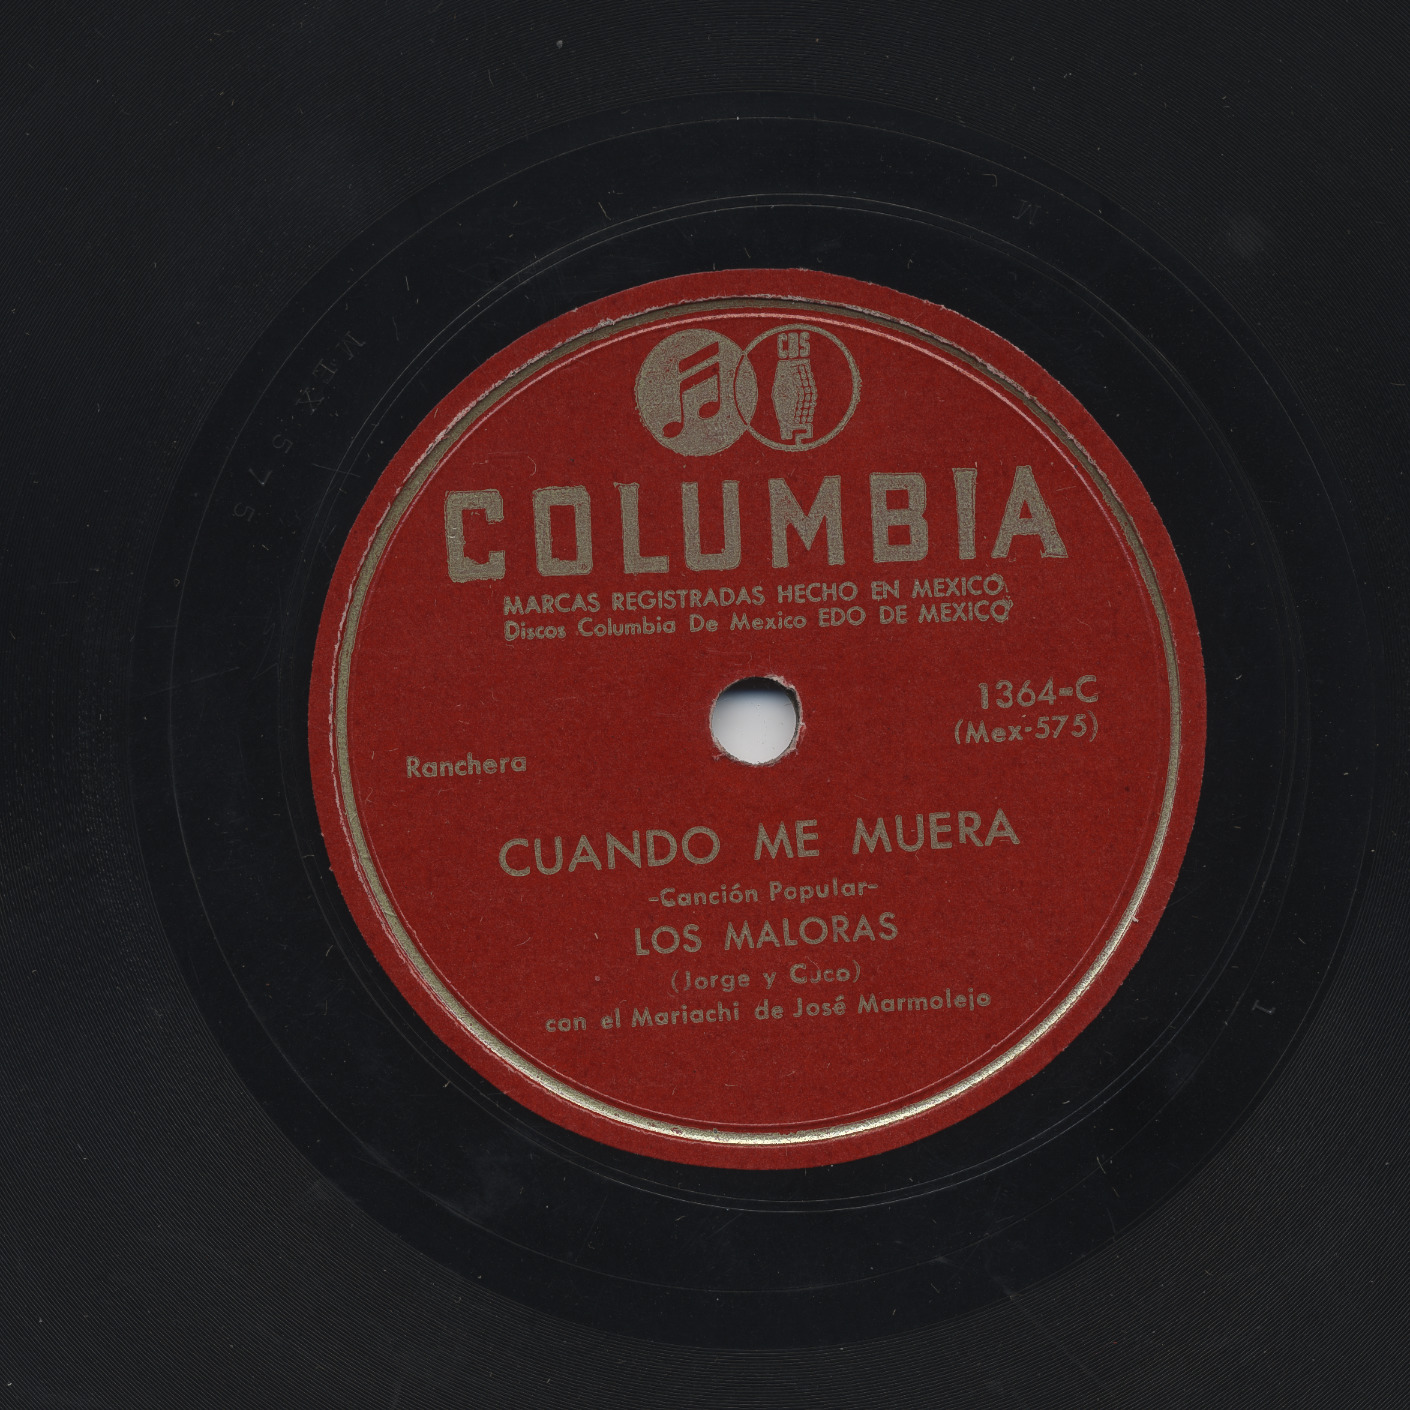 CBS
COLUMBIA
MARCAS REGISTRADAS HECHO EN MEXICO
Discos Columbia De Mexico EDO DE MEXICO
1364-C
(Mex-575)
Ranchera
CUANDO ME MUERA
-Canción Popular-
LOS MALORAS
(Jorge y Cuco)
con el Mariachi de José Marmolejo
MEX 575
M
1